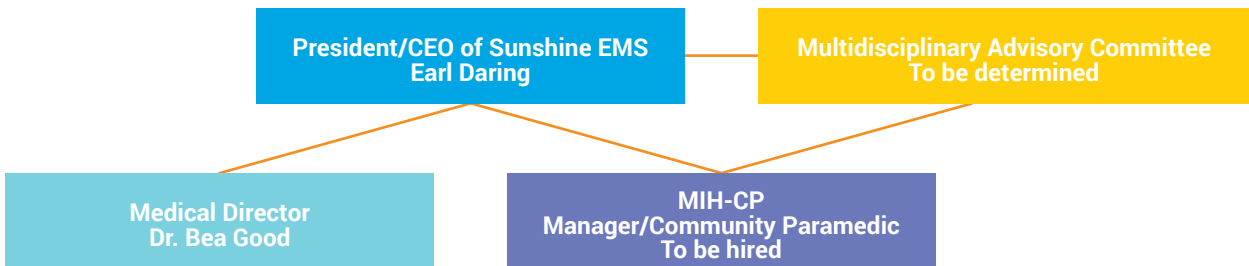 President/CEO of Sunshine EMS
Earl Daring
Multidisciplinary Advisory Committee
To be determined
Medical Director
Dr. Bea Good
MIH-CP
Manager/Community Paramedic
To be hired